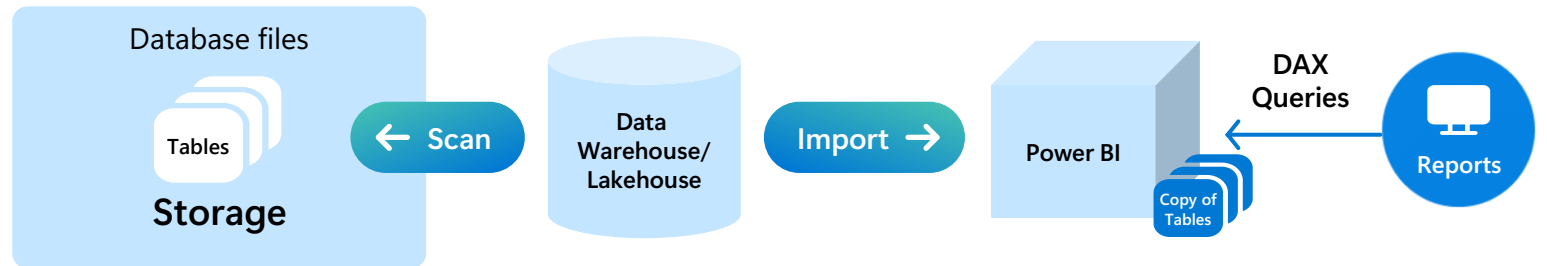 Database files
Tables
Storage
Scan
Data
Warehouse/
Lakehouse
Import
Power BI
Copy of
Tables
DAX
Queries
Reports